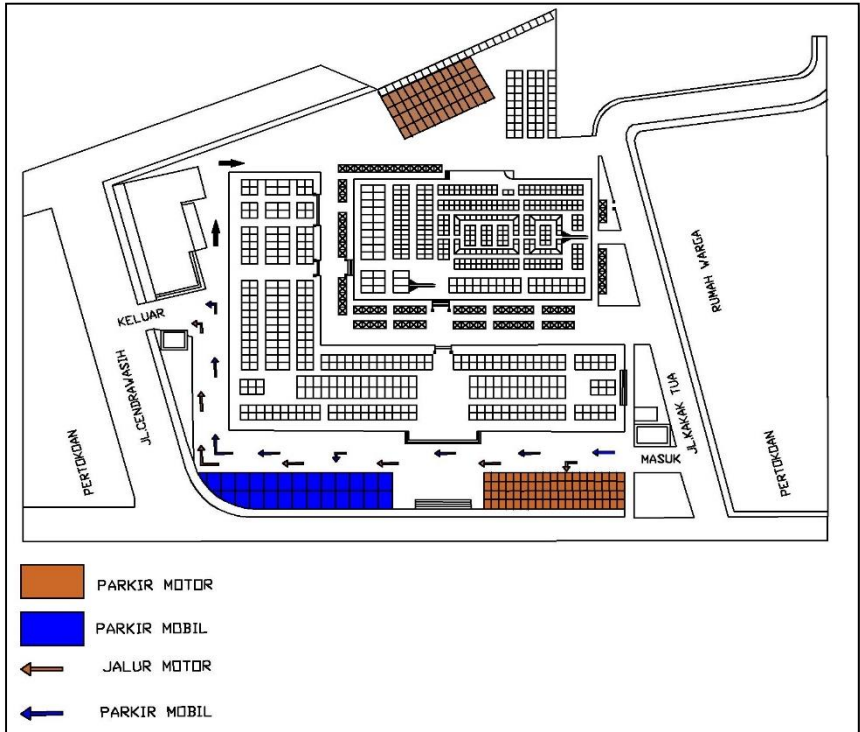 RUMAH WARGA
KELUAR
JL.CENDRAWASIH
PERTOKOAN
MASUK
JL.KAKAK TUA
PERTOKOAN
PARKIR MOTOR
PARKIR MOBIL
JALUR MOTOR
PARKIR MOBIL